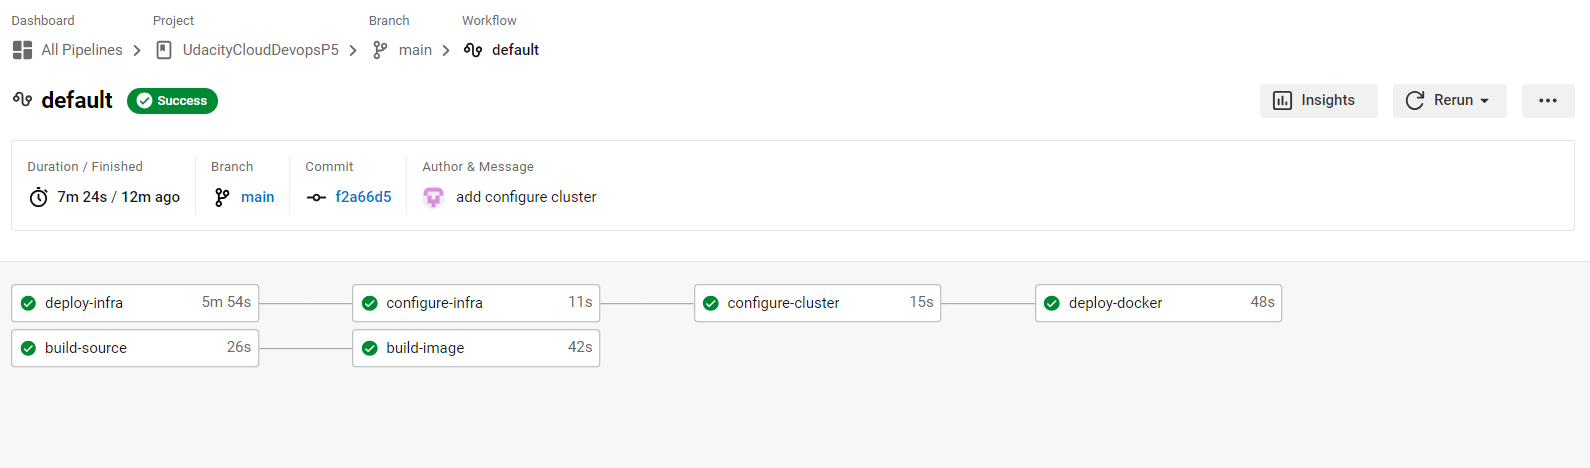 Dashboard Project Branch Workflow
All Pipelines UdacityCloudDevopsP5 main default
default Success Insights Rerun
Duration / Finished Branch Commit Author & Message
7m 24s / 12m ago main f2a66d5 add configure cluster
deploy-infra 5m 54s configure-infra 11s configure-cluster 15s deploy-docker 48s
build-source 26s build-image 42s